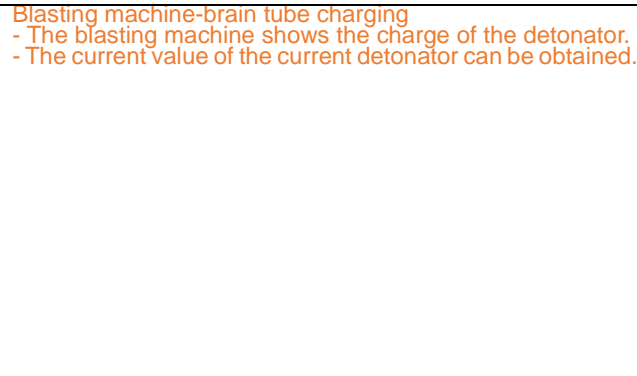 Blasting machine-brain tube charging
- The blasting machine shows the charge of the detonator.
- The current value of the current detonator can be obtained.